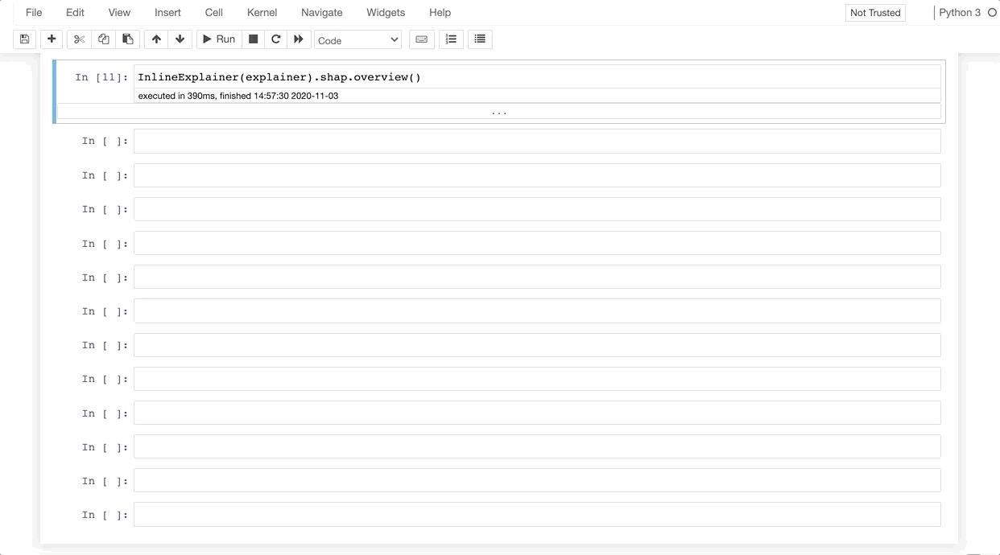 File Edit View Insert Cell Kernel Navigate Widgets Help Not Trusted Python 3
Run Code
In [11]: InlineExplainer(explainer).shap.overview()
executed in 390ms, finished 14:57:30 2020-11-03
...
In [ ]:
In [ ]:
In [ ]:
In [ ]:
In [ ]:
In [ ]:
In [ ]:
In [ ]:
In [ ]:
In [ ]:
In [ ]:
In [ ]: